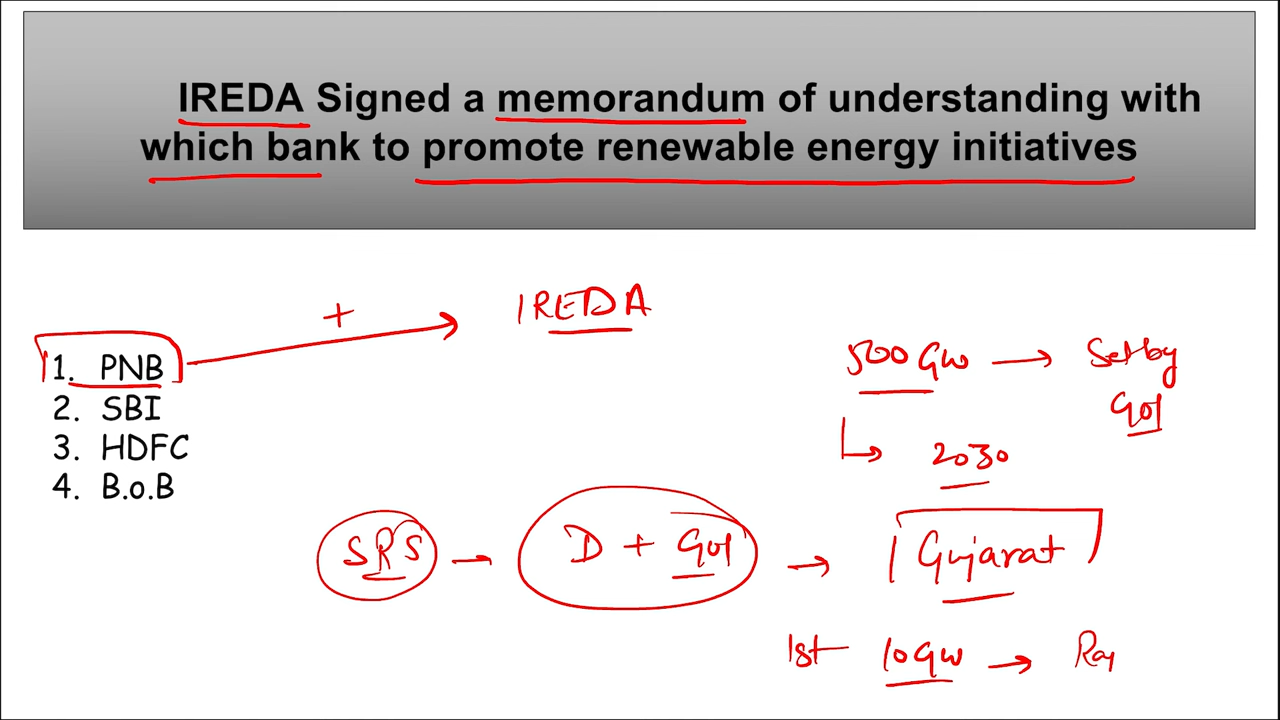 IREDA Signed a memorandum of understanding with
which bank to promote renewable energy initiatives
+ IREDA
1. PNB
2. SBI
3. HDFC
4. B.o.B
500 GW → Set by
GOI
2030
SRS – D + GOI → Gujarat
1st 10 GW → Raj